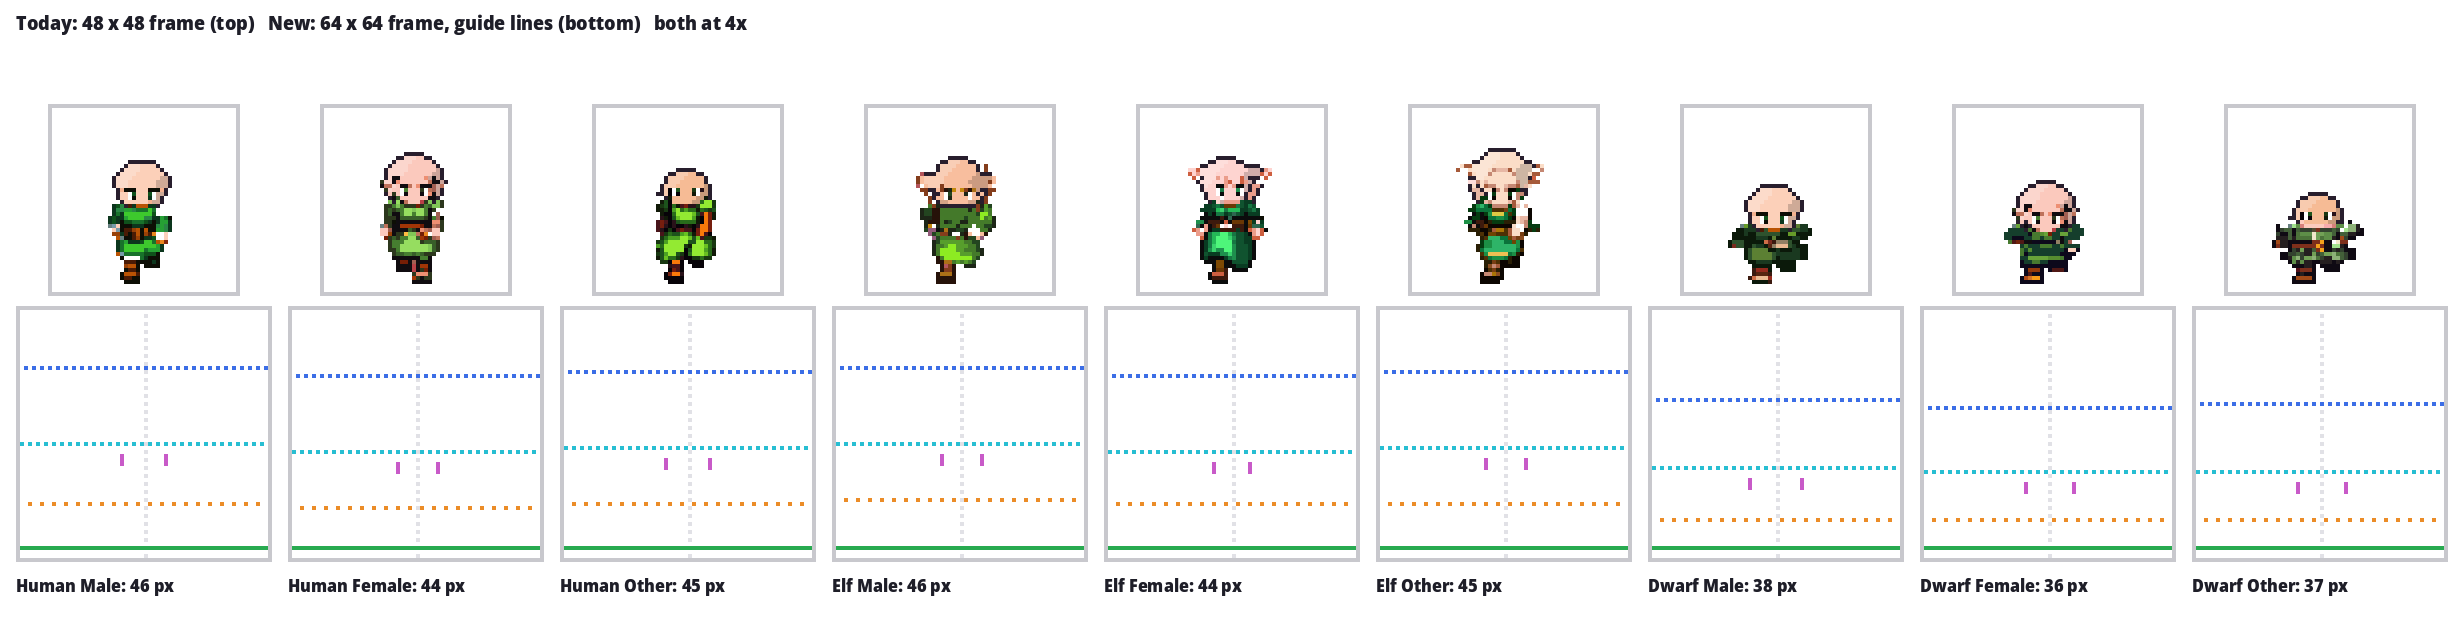 Today: 48 x 48 frame (top)   New: 64 x 64 frame, guide lines (bottom)   both at 4x
Human Male: 46 px
Human Female: 44 px
Human Other: 45 px
Elf Male: 46 px
Elf Female: 44 px
Elf Other: 45 px
Dwarf Male: 38 px
Dwarf Female: 36 px
Dwarf Other: 37 px